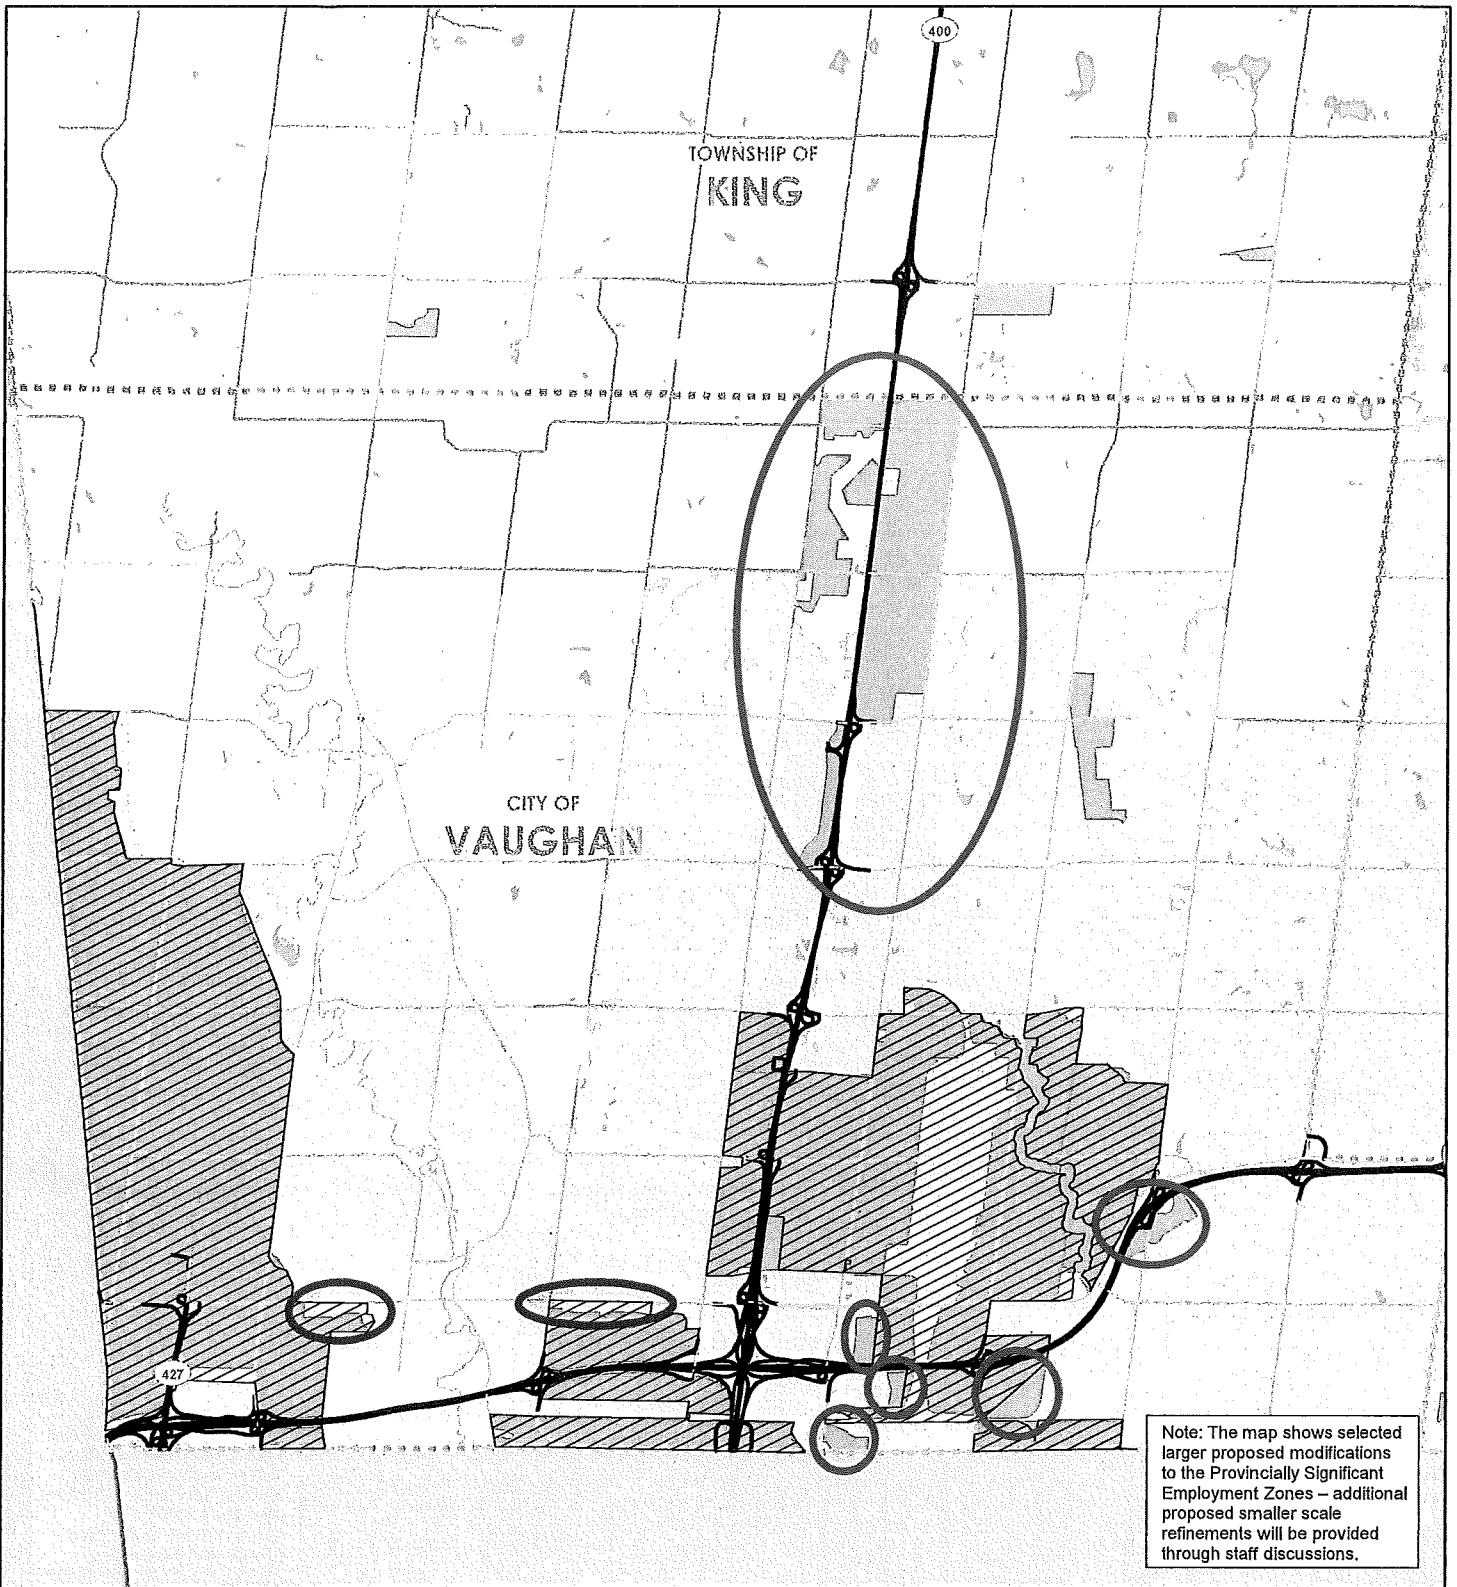 400
TOWNSHIP OF
KING
CITY OF
VAUGHAN
427
Note: The map shows selected
larger proposed modifications
to the Provincially Significant
Employment Zones – additional
proposed smaller scale
refinements will be provided
through staff discussions.